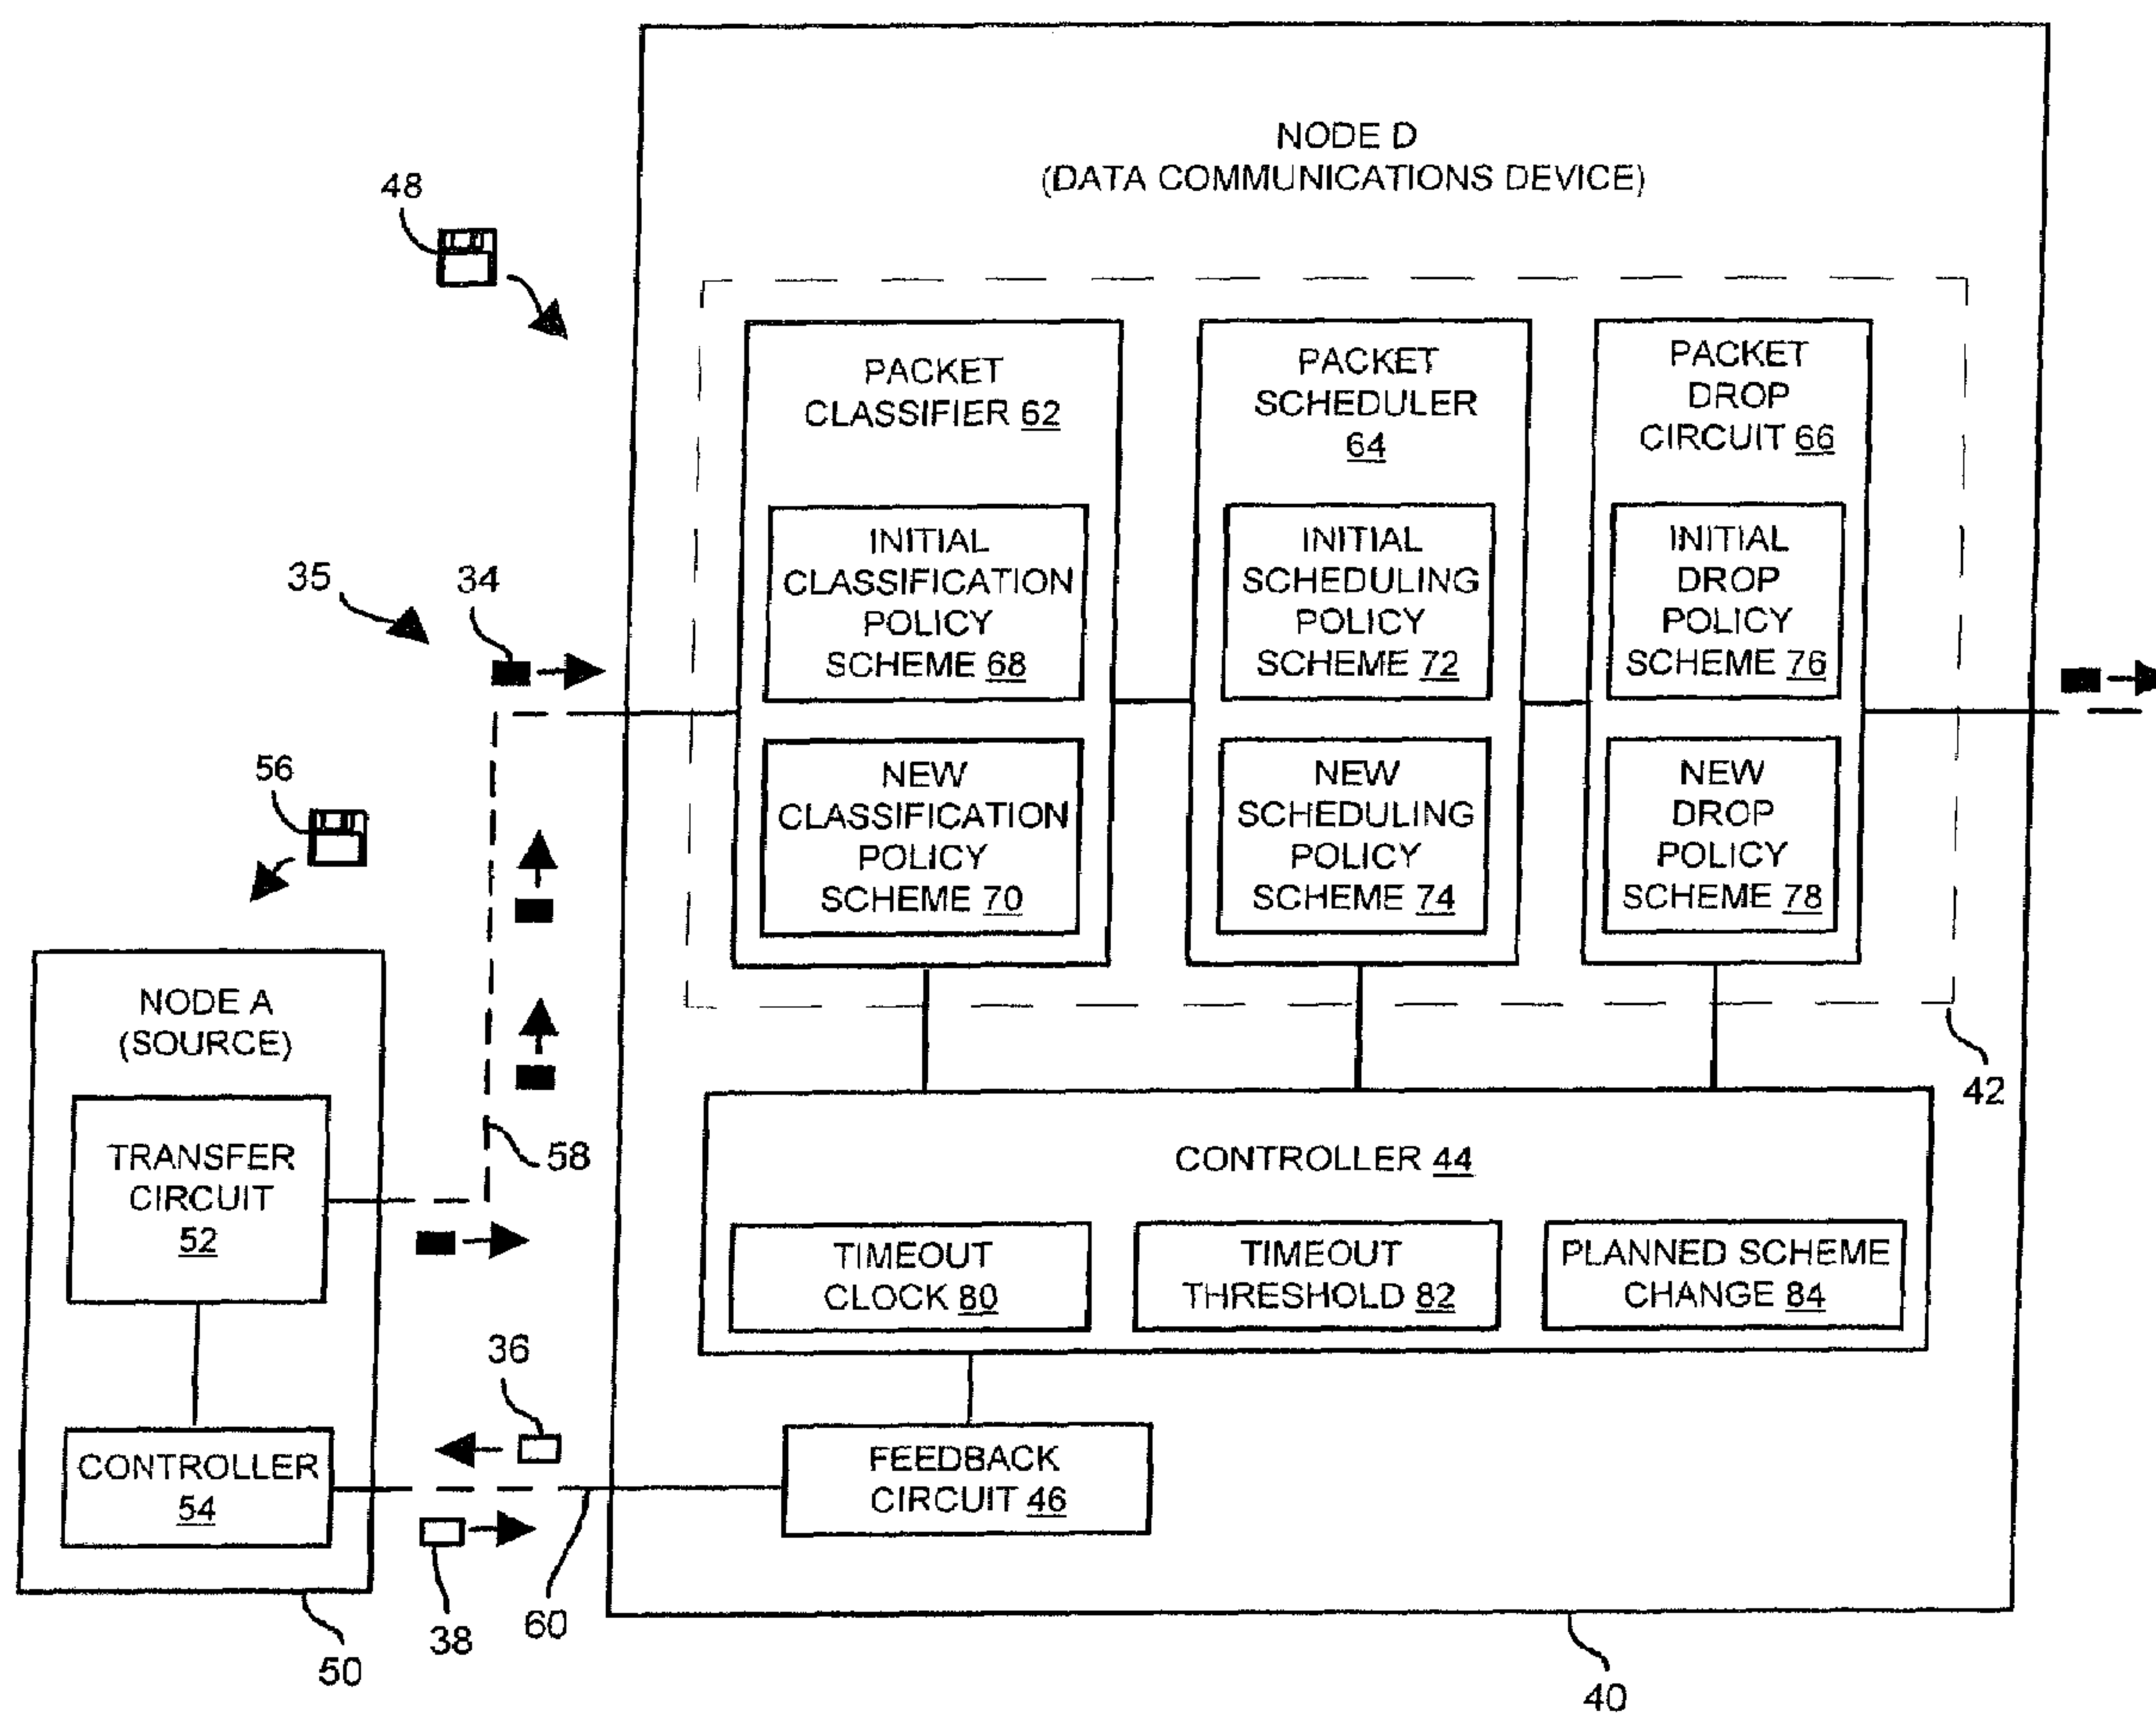 NODE D
(DATA COMMUNICATIONS DEVICE)
48
PACKET
CLASSIFIER 62
INITIAL
CLASSIFICATION
POLICY
SCHEME 68
NEW
CLASSIFICATION
POLICY
SCHEME 70
PACKET
SCHEDULER
64
INITIAL
SCHEDULING
POLICY
SCHEME 72
NEW
SCHEDULING
POLICY
SCHEME 74
PACKET
DROP
CIRCUIT 66
INITIAL
DROP
POLICY
SCHEME 76
NEW
DROP
POLICY
SCHEME 78
35
34
56
42
NODE A
(SOURCE)
TRANSFER
CIRCUIT
52
58
CONTROLLER 44
TIMEOUT
CLOCK 80
TIMEOUT
THRESHOLD 82
PLANNED SCHEME
CHANGE 84
36
CONTROLLER
54
FEEDBACK
CIRCUIT 46
38
60
50
40